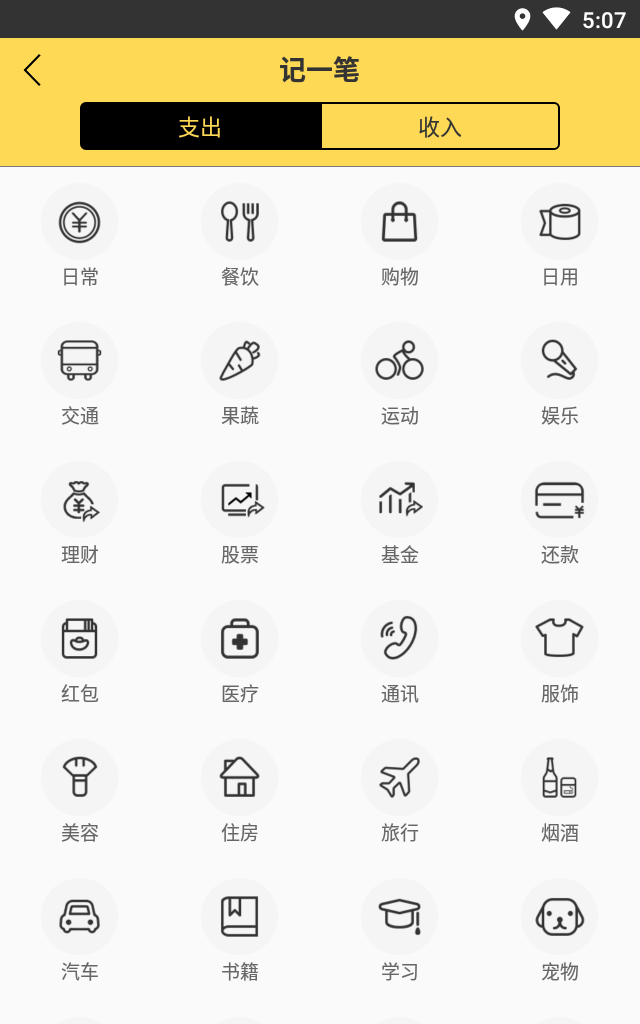 5:07
记一笔
支出 收入
日常 餐饮 购物 日用
交通 果蔬 运动 娱乐
理财 股票 基金 还款
红包 医疗 通讯 服饰
美容 住房 旅行 烟酒
汽车 书籍 学习 宠物